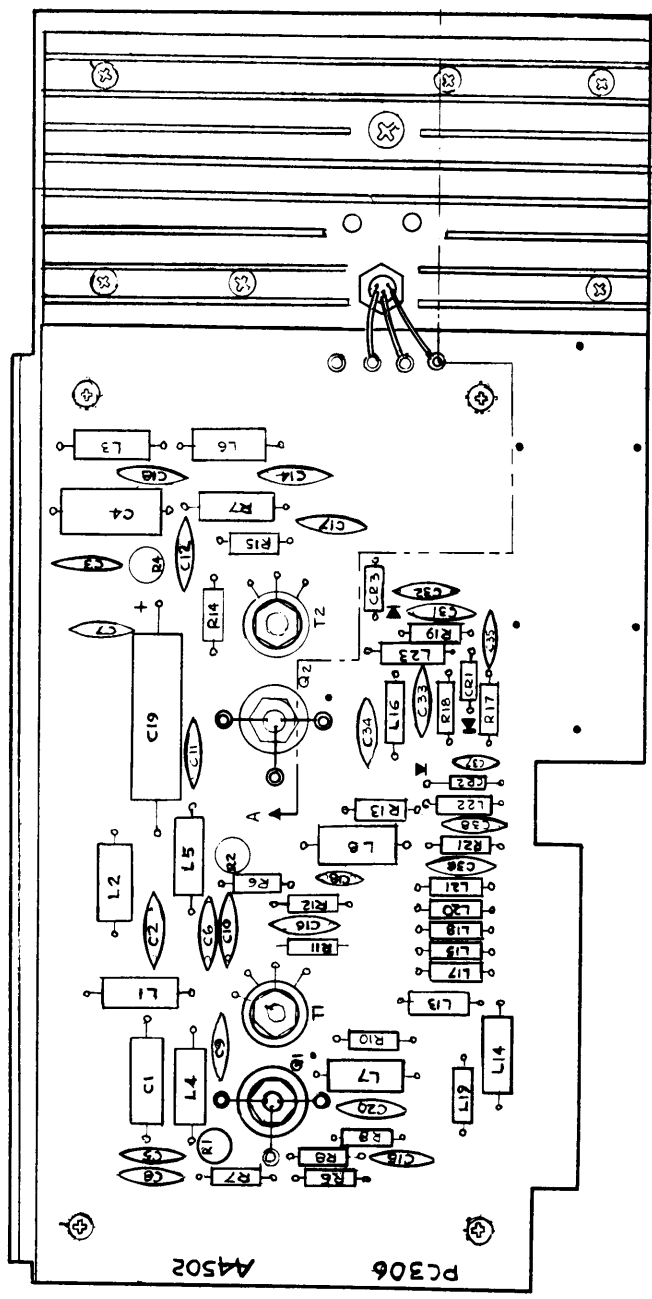 L3
L6
C18
C14
C4
R7
C17
C3
R4
C12
R15
CR3
C32
+
R14
T2
C31
C7
R19
C35
L23
Q2
CR1
C19
L16
C33
R18
R17
C34
C11
C37
CR2
A
R13
L22
C38
L5
R2
L8
R21
L2
R6
C36
C18
L21
R12
L20
C2
C6
C10
C16
L18
R11
L15
L17
L1
L13
T1
C9
R10
Q1
L14
C1
L4
L7
L19
C20
R1
R8
C5
R8
C15
C8
R7
R6
A4502
PC306